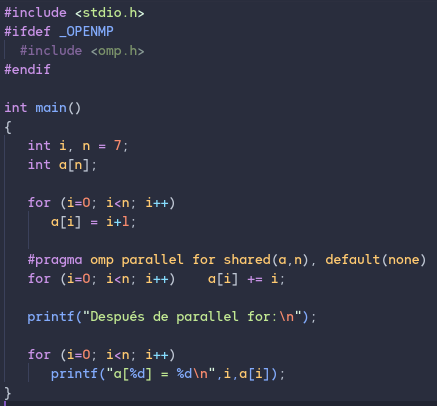 #include <stdio.h>
#ifdef _OPENMP
#include <omp.h>
#endif
int main()
{
int i, n = 7;
int a[n];
for (i=0; i<n; i++)
a[i] = i+1;
#pragma omp parallel for shared(a,n), default(none)
for (i=0; i<n; i++) a[i] += i;
printf("Después de parallel for:\n");
for (i=0; i<n; i++)
printf("a[%d] = %d\n",i,a[i]);
}